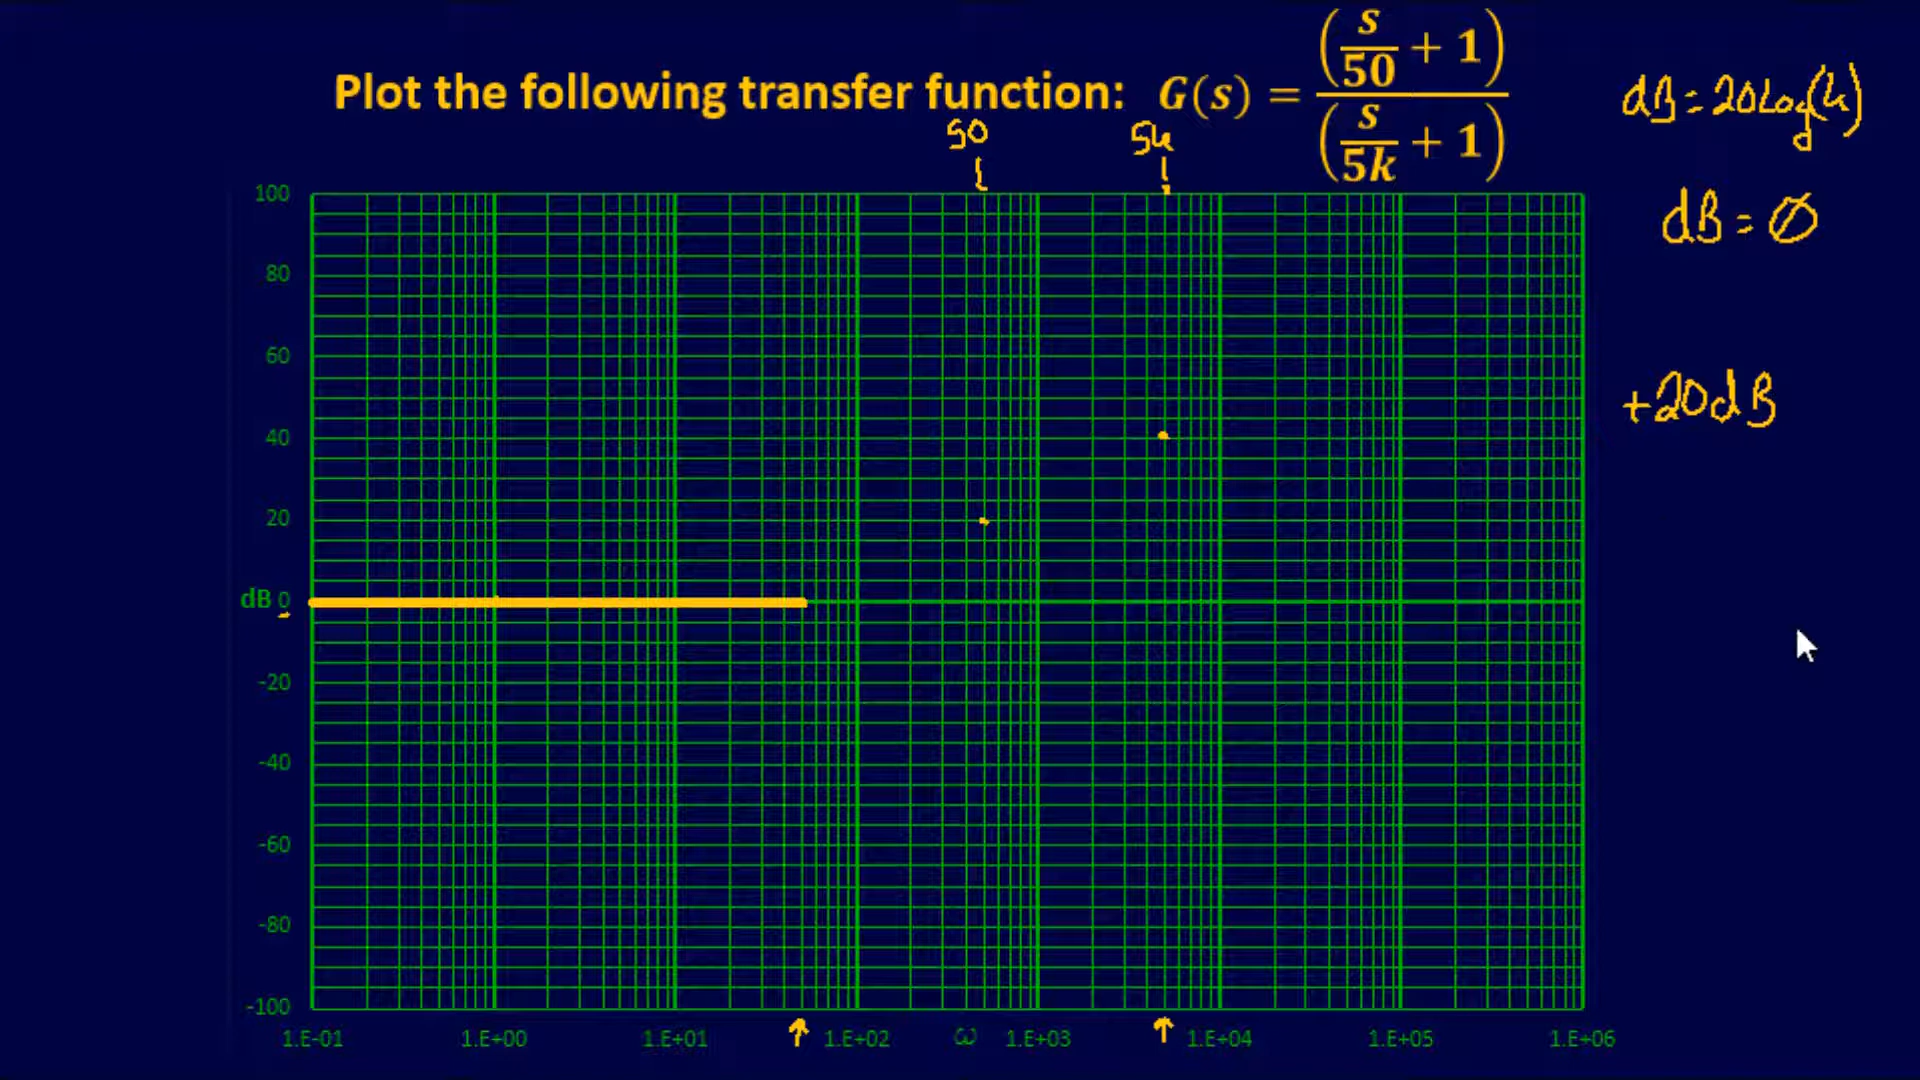 Plot the following transfer function: G(s) = (s/50 + 1) / (s/5k + 1)
dB = 20Log(k)
50
5k
dB = Ø
+20dB
100
80
60
40
20
dB 0
-20
-40
-60
-80
-100
1.E-01 1.E+00 1.E+01 1.E+02 ω 1.E+03 1.E+04 1.E+05 1.E+06